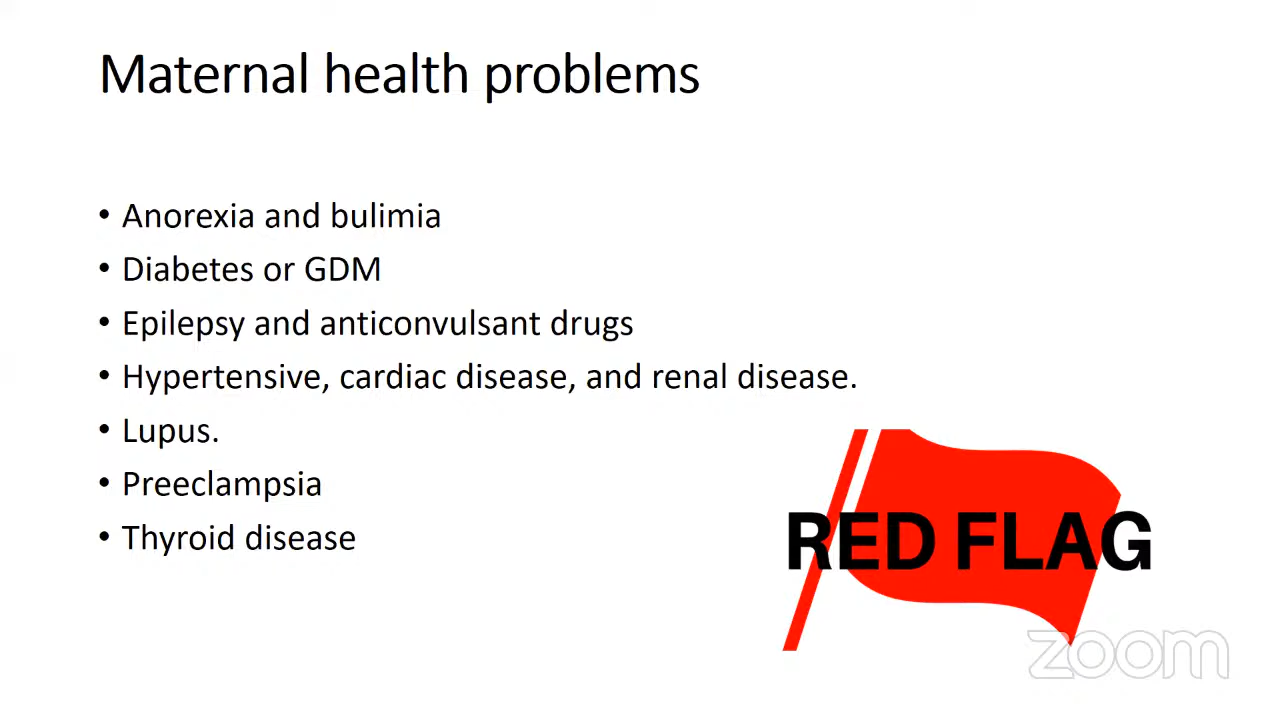 Maternal health problems
• Anorexia and bulimia
• Diabetes or GDM
• Epilepsy and anticonvulsant drugs
• Hypertensive, cardiac disease, and renal disease.
• Lupus.
• Preeclampsia
• Thyroid disease
RED FLAG
zoom